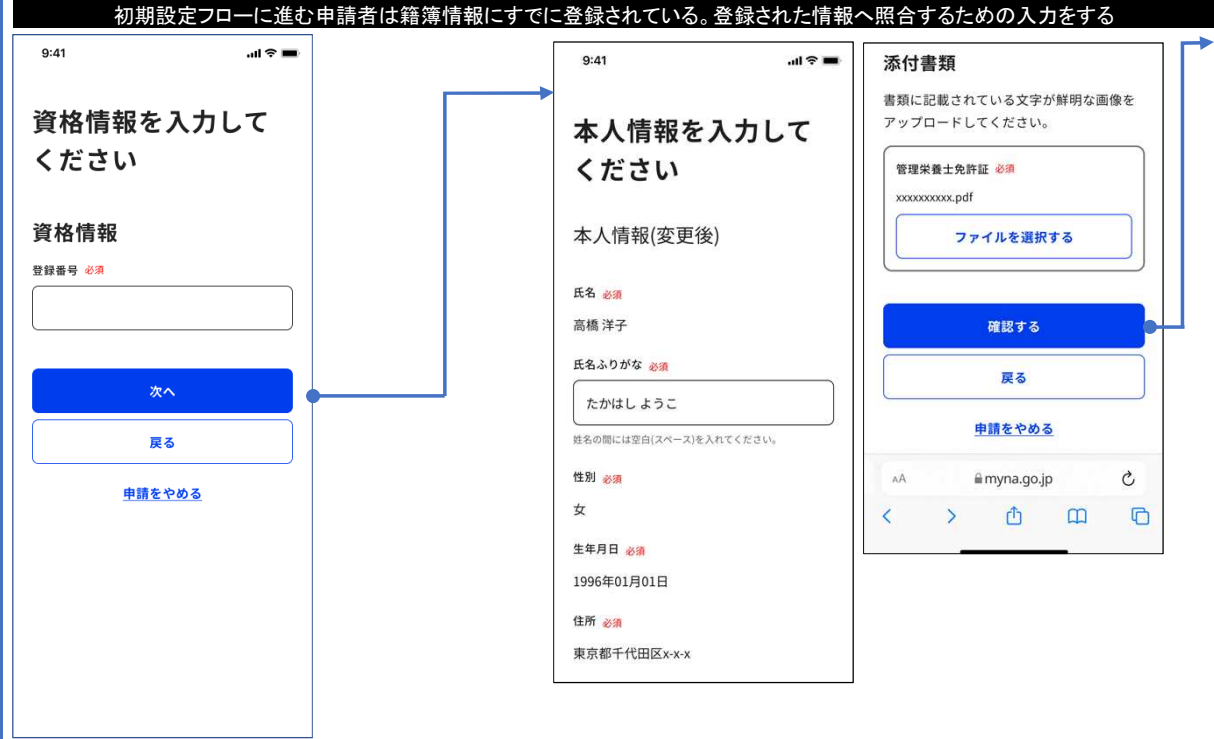 初期設定フローに進む申請者は籍簿情報にすでに登録されている。登録された情報へ照合するための入力をする
9:41
資格情報を入力して
ください
資格情報
登録番号 必須
次へ
戻る
申請をやめる
9:41
本人情報を入力して
ください
本人情報(変更後)
氏名 必須
高橋 洋子
氏名ふりがな 必須
たかはし ようこ
姓名の間には空白(スペース)を入れてください。
性別 必須
女
生年月日 必須
1996年01月01日
住所 必須
東京都千代田区x-x-x
添付書類
書類に記載されている文字が鮮明な画像を
アップロードしてください。
管理栄養士免許証 必須
xxxxxxxxxx.pdf
ファイルを選択する
確認する
戻る
申請をやめる
AA myna.go.jp